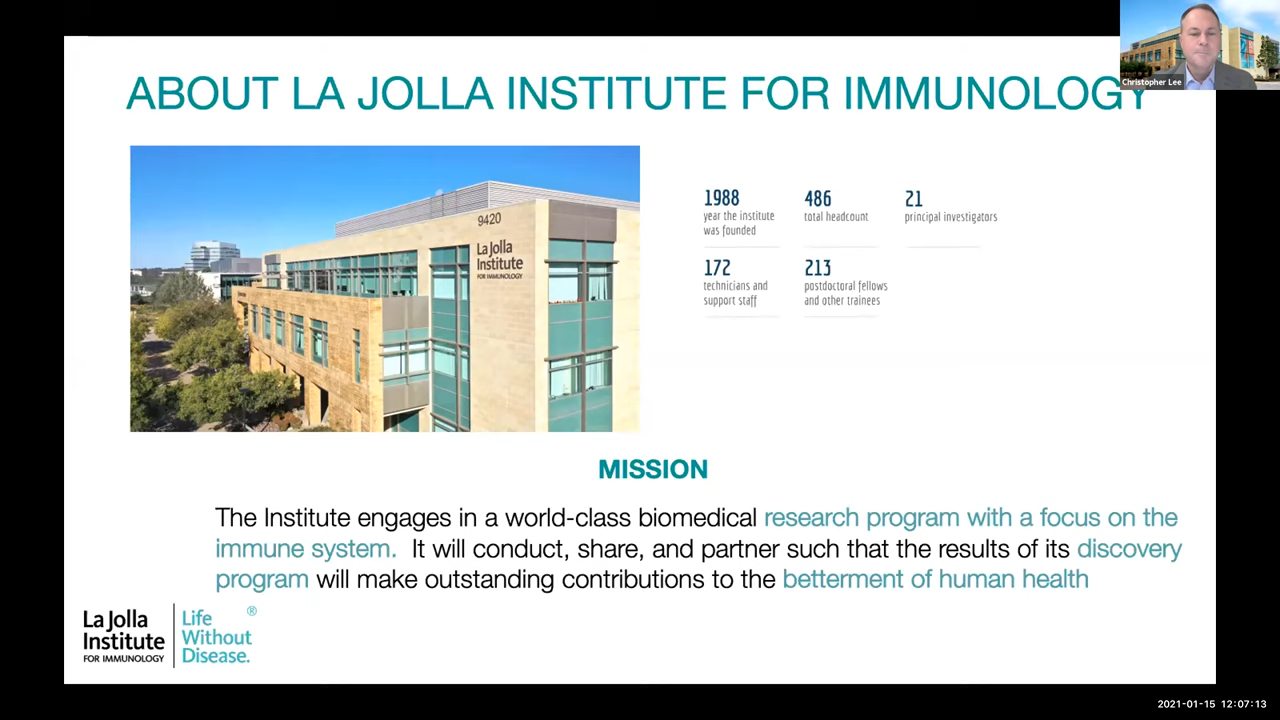 ABOUT LA JOLLA INSTITUTE FOR IMMUNOLOGY
Christopher Lee
9420
La Jolla
Institute
FOR IMMUNOLOGY
1988
year the institute
was founded
486
total headcount
21
principal investigators
172
technicians and
support staff
213
postdoctoral fellows
and other trainees
MISSION
The Institute engages in a world-class biomedical research program with a focus on the
immune system. It will conduct, share, and partner such that the results of its discovery
program will make outstanding contributions to the betterment of human health
La Jolla
Institute
FOR IMMUNOLOGY
Life
Without
Disease.
®
2021-01-15 12:07:13